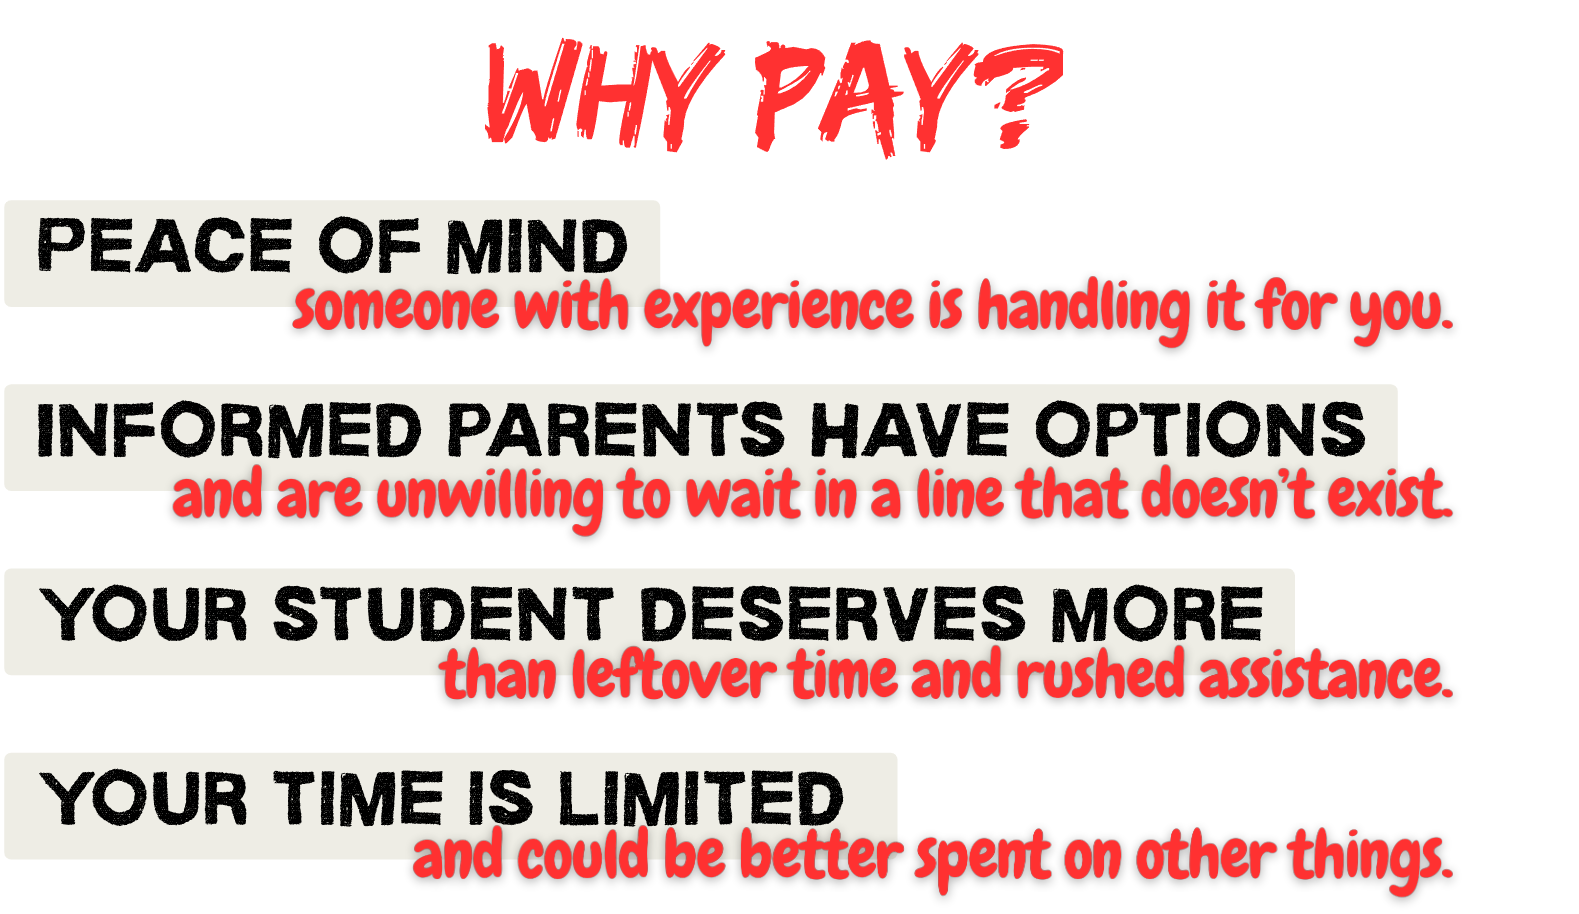 WHY PAY?
PEACE OF MIND
someone with experience is handling it for you.
INFORMED PARENTS HAVE OPTIONS
and are unwilling to wait in a line that doesn’t exist.
YOUR STUDENT DESERVES MORE
than leftover time and rushed assistance.
YOUR TIME IS LIMITED
and could be better spent on other things.